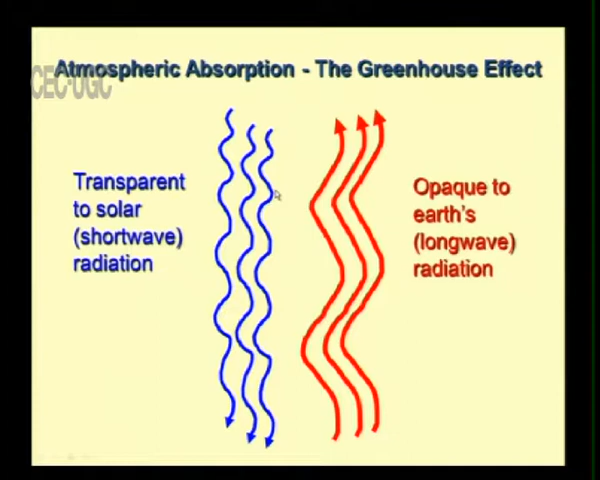 Atmospheric Absorption - The Greenhouse Effect
CEC-UGC
Transparent
to solar
(shortwave)
radiation
Opaque to
earth's
(longwave)
radiation